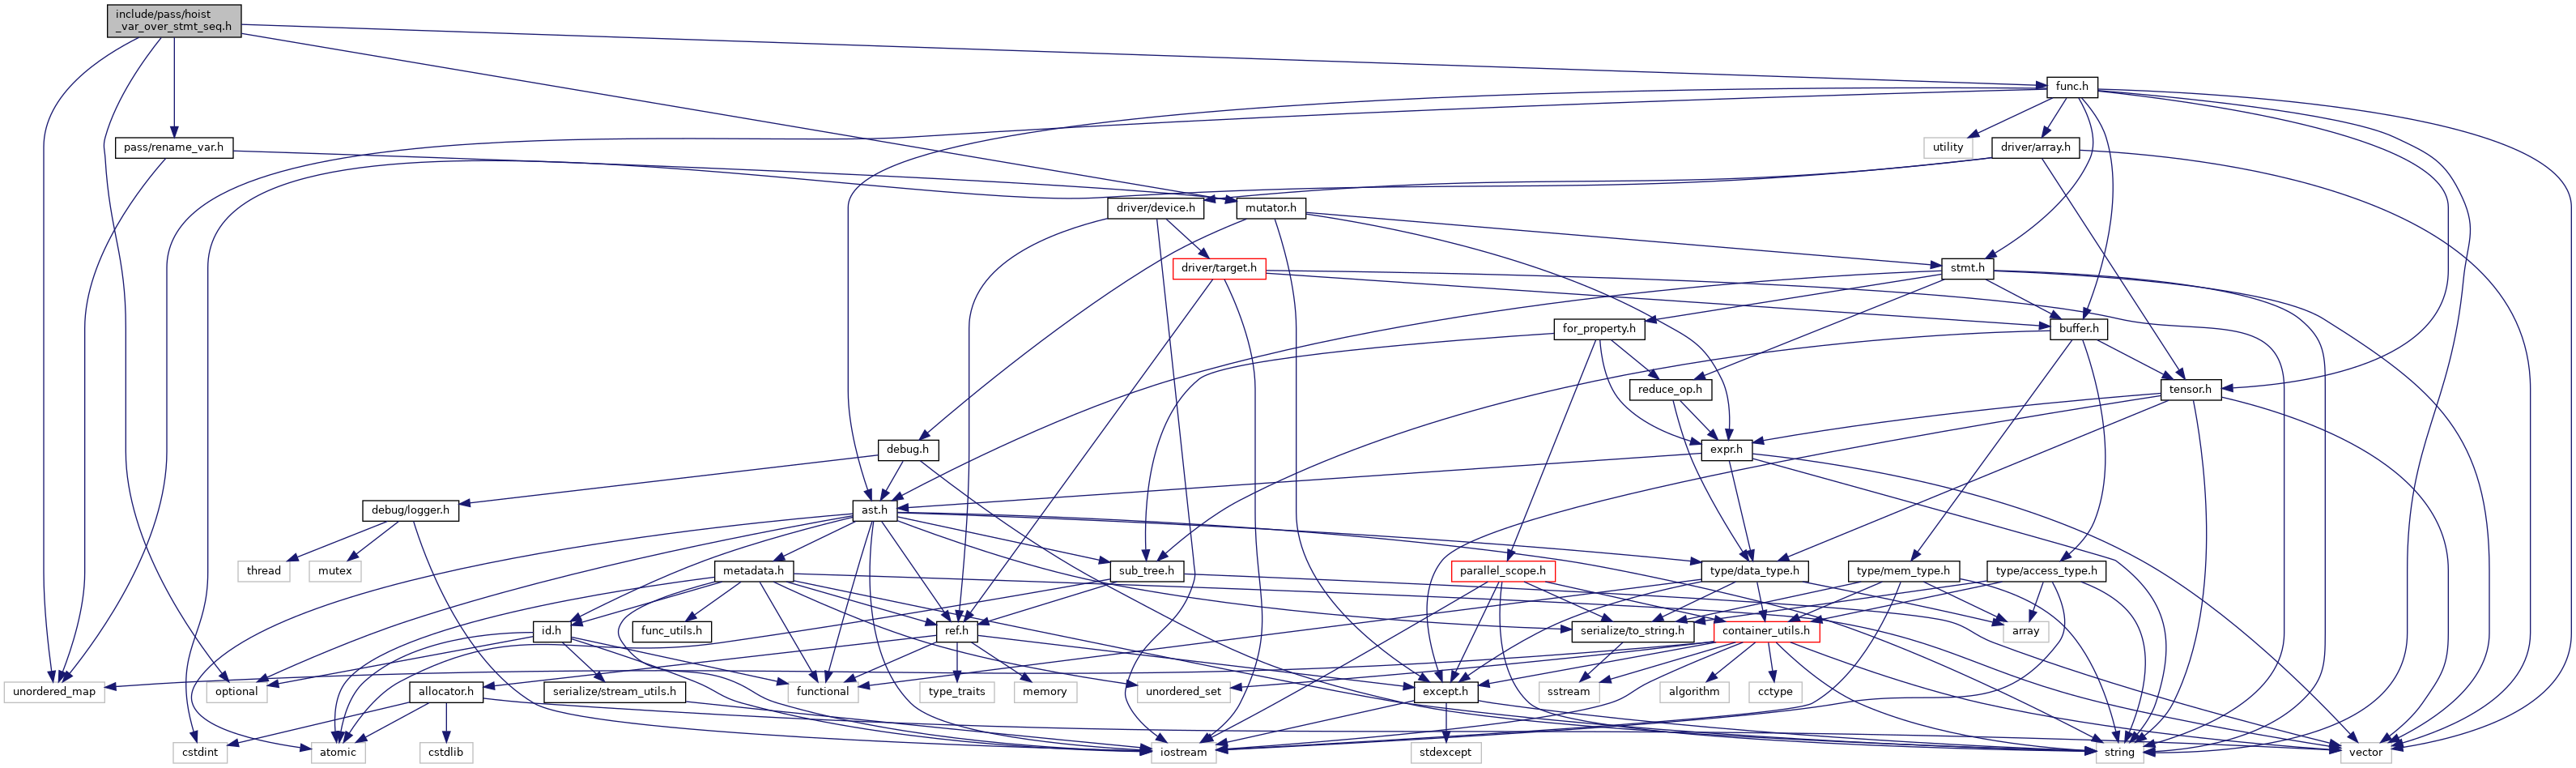 include/pass/hoist
_var_over_stmt_seq.h
func.h
pass/rename_var.h
utility
driver/array.h
driver/device.h
mutator.h
driver/target.h
stmt.h
for_property.h
buffer.h
reduce_op.h
tensor.h
debug.h
expr.h
debug/logger.h
ast.h
thread
mutex
metadata.h
sub_tree.h
parallel_scope.h
type/data_type.h
type/mem_type.h
type/access_type.h
id.h
func_utils.h
ref.h
serialize/to_string.h
container_utils.h
array
unordered_map
optional
allocator.h
serialize/stream_utils.h
functional
type_traits
memory
unordered_set
except.h
sstream
algorithm
cctype
cstdint
atomic
cstdlib
iostream
stdexcept
string
vector